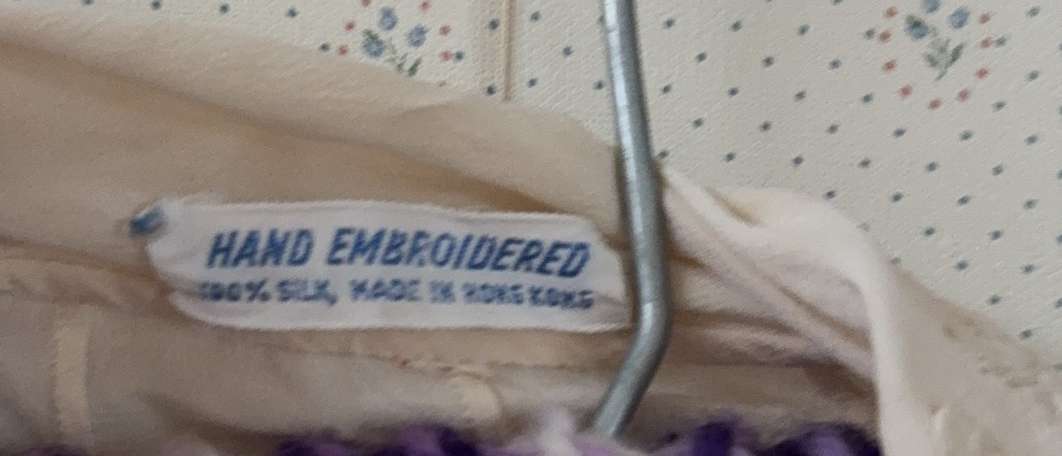 HAND EMBROIDERED
100% SILK, MADE IN HONG KONG